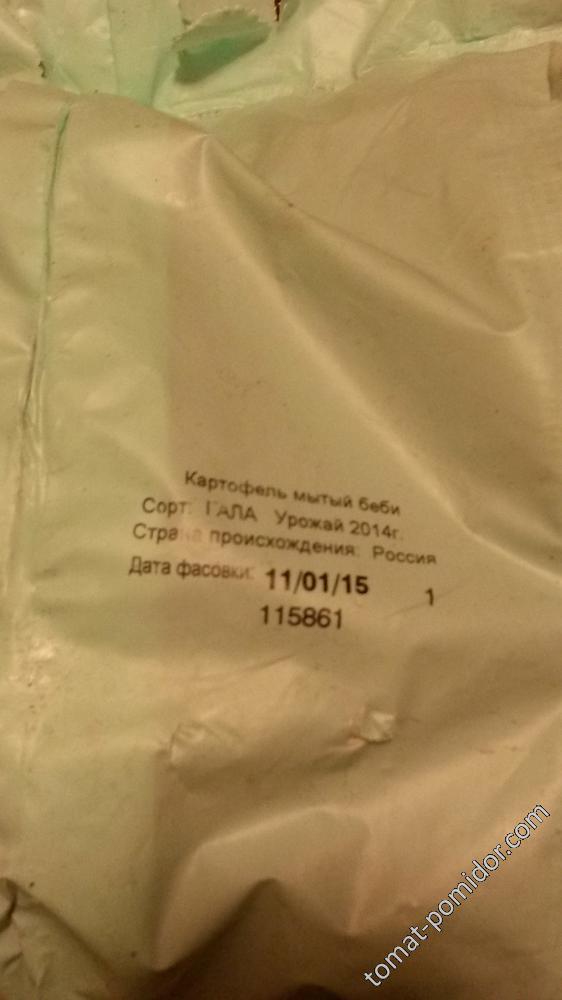 Картофель мытый беби
Сорт: ГАЛА Урожай 2014г.
Страна происхождения: Россия
Дата фасовки: 11/01/15 1
115861
tomat-pomidor.com